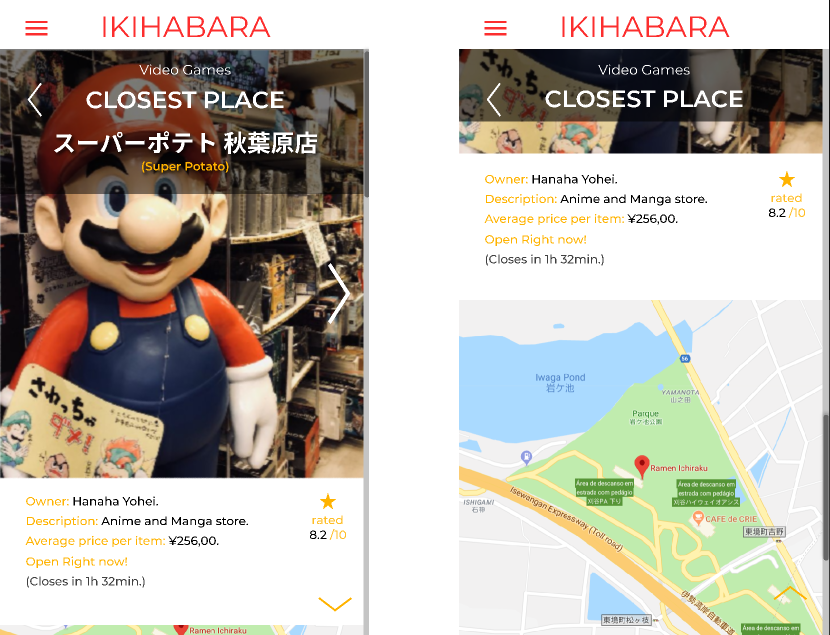 IKIHABARA
Video Games
CLOSEST PLACE
スーパーポテト 秋葉原店
(Super Potato)
さわっちゃ
ダメ!
Owner: Hanaha Yohei.
Description: Anime and Manga store.
Average price per item: ¥256,00.
Open Right now!
(Closes in 1h 32min.)
rated
8.2 /10
Ramen Ichiraku
IKIHABARA
Video Games
CLOSEST PLACE
Owner: Hanaha Yohei.
Description: Anime and Manga store.
Average price per item: ¥256,00.
Open Right now!
(Closes in 1h 32min.)
rated
8.2 /10
56
Iwaga Pond
岩ケ池
YAMANOTA
山之田
Parque
岩ケ池公園
Ramen Ichiraku
Área de descanso em
estrada com pedágio
刈谷PA 下り
Área de descanso em
estrada com pedágio
刈谷ハイウェイオアシス
ISHIGAMI
石神
Isewangan Expressway (Toll road)
CAFE de CRIE
東境町吉野
伊勢湾岸自動車道
東境町松ヶ枝
Área de descanso em